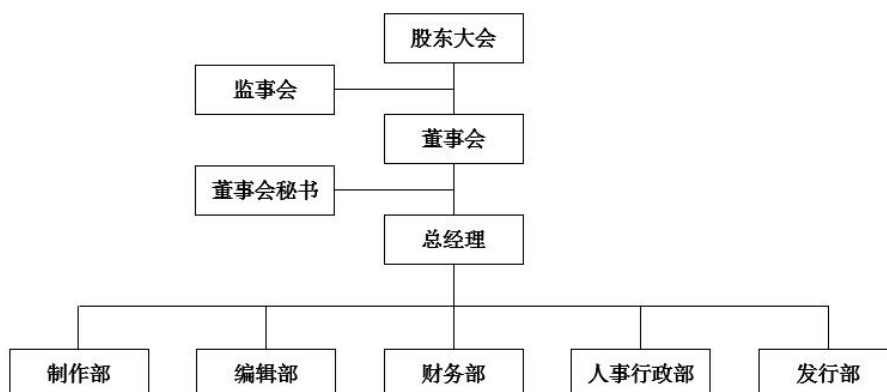 股东大会
监事会
董事会
董事会秘书
总经理
制作部
编辑部
财务部
人事行政部
发行部